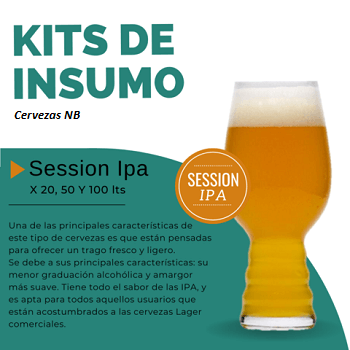 KITS DE
INSUMO
Cervezas NB
Session Ipa
X 20, 50 Y 100 lts
SESSION
IPA
Una de las principales características de
este tipo de cervezas es que están pensadas
para ofrecer un trago fresco y ligero.
Se debe a sus principales características: su
menor graduación alcohólica y amargor
más suave. Tiene todo el sabor de las IPA, y
es apta para todos aquellos usuarios que
están acostumbrados a las cervezas Lager
comerciales.